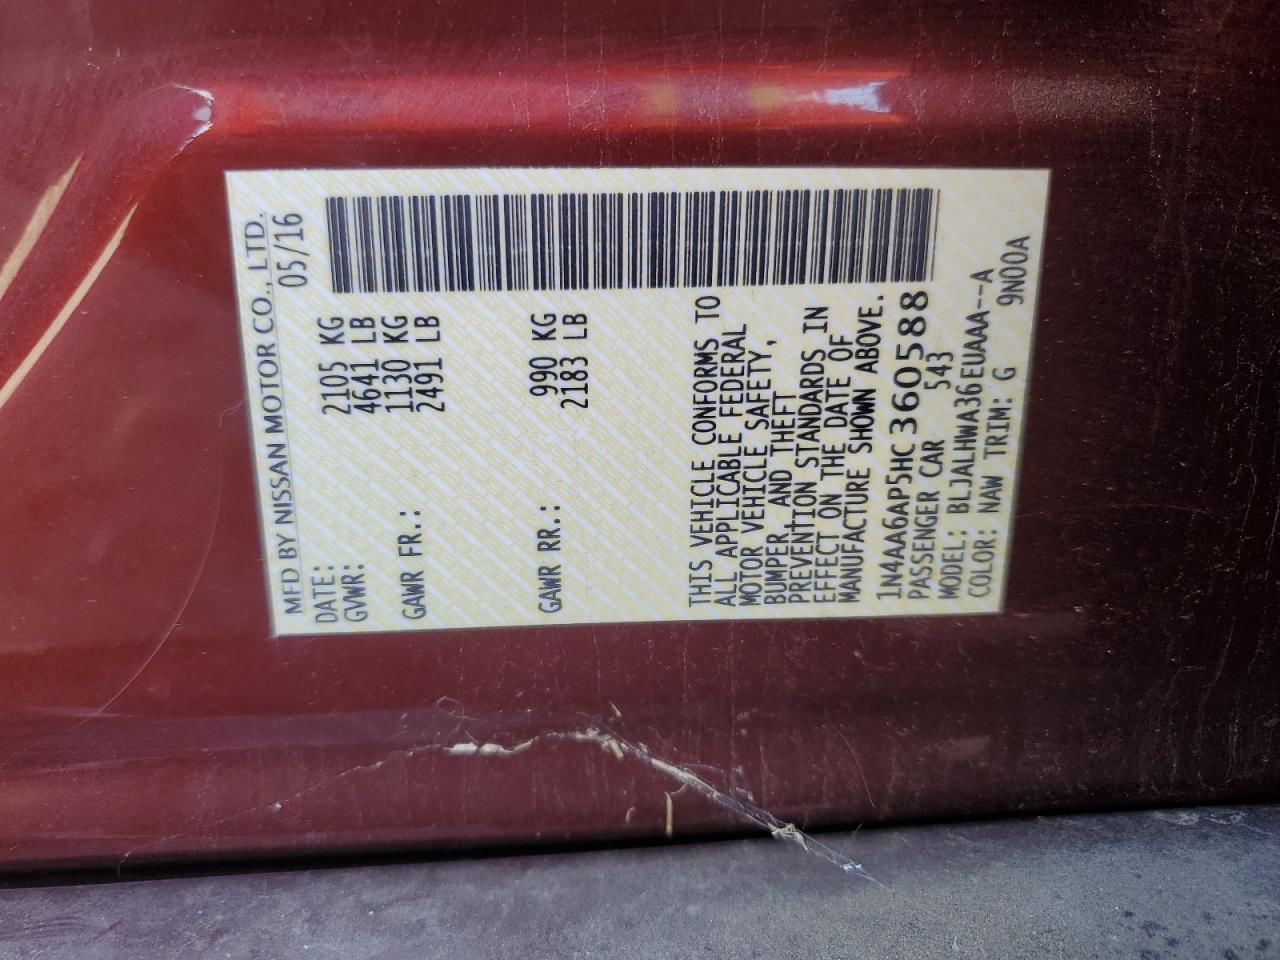 MFD BY NISSAN MOTOR CO., LTD.
DATE: 05/16
GVWR: 2105 KG
4641 LB
GAWR FR.: 1130 KG
2491 LB
GAWR RR.: 990 KG
2183 LB
THIS VEHICLE CONFORMS TO
ALL APPLICABLE FEDERAL
MOTOR VEHICLE SAFETY,
BUMPER, AND THEFT
PREVENTION STANDARDS IN
EFFECT ON THE DATE OF
MANUFACTURE SHOWN ABOVE.
1N4AA6AP5HC360588
PASSENGER CAR 543
MODEL: BLJALHWA36EUAAA--A
COLOR: NAW TRIM: G 9N00A